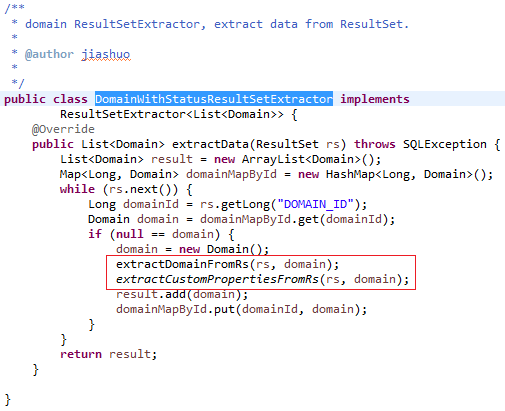 /**
 * domain ResultSetExtractor, extract data from ResultSet.
 *
 * @author jiashuo
 *
 */
public class DomainWithStatusResultSetExtractor implements
        ResultSetExtractor<List<Domain>> {
    @Override
    public List<Domain> extractData(ResultSet rs) throws SQLException {
        List<Domain> result = new ArrayList<Domain>();
        Map<Long, Domain> domainMapById = new HashMap<Long, Domain>();
        while (rs.next()) {
            Long domainId = rs.getLong("DOMAIN_ID");
            Domain domain = domainMapById.get(domainId);
            if (null == domain) {
                domain = new Domain();
                extractDomainFromRs(rs, domain);
                extractCustomPropertiesFromRs(rs, domain);
                result.add(domain);
                domainMapById.put(domainId, domain);
            }
        }
        return result;
    }

}